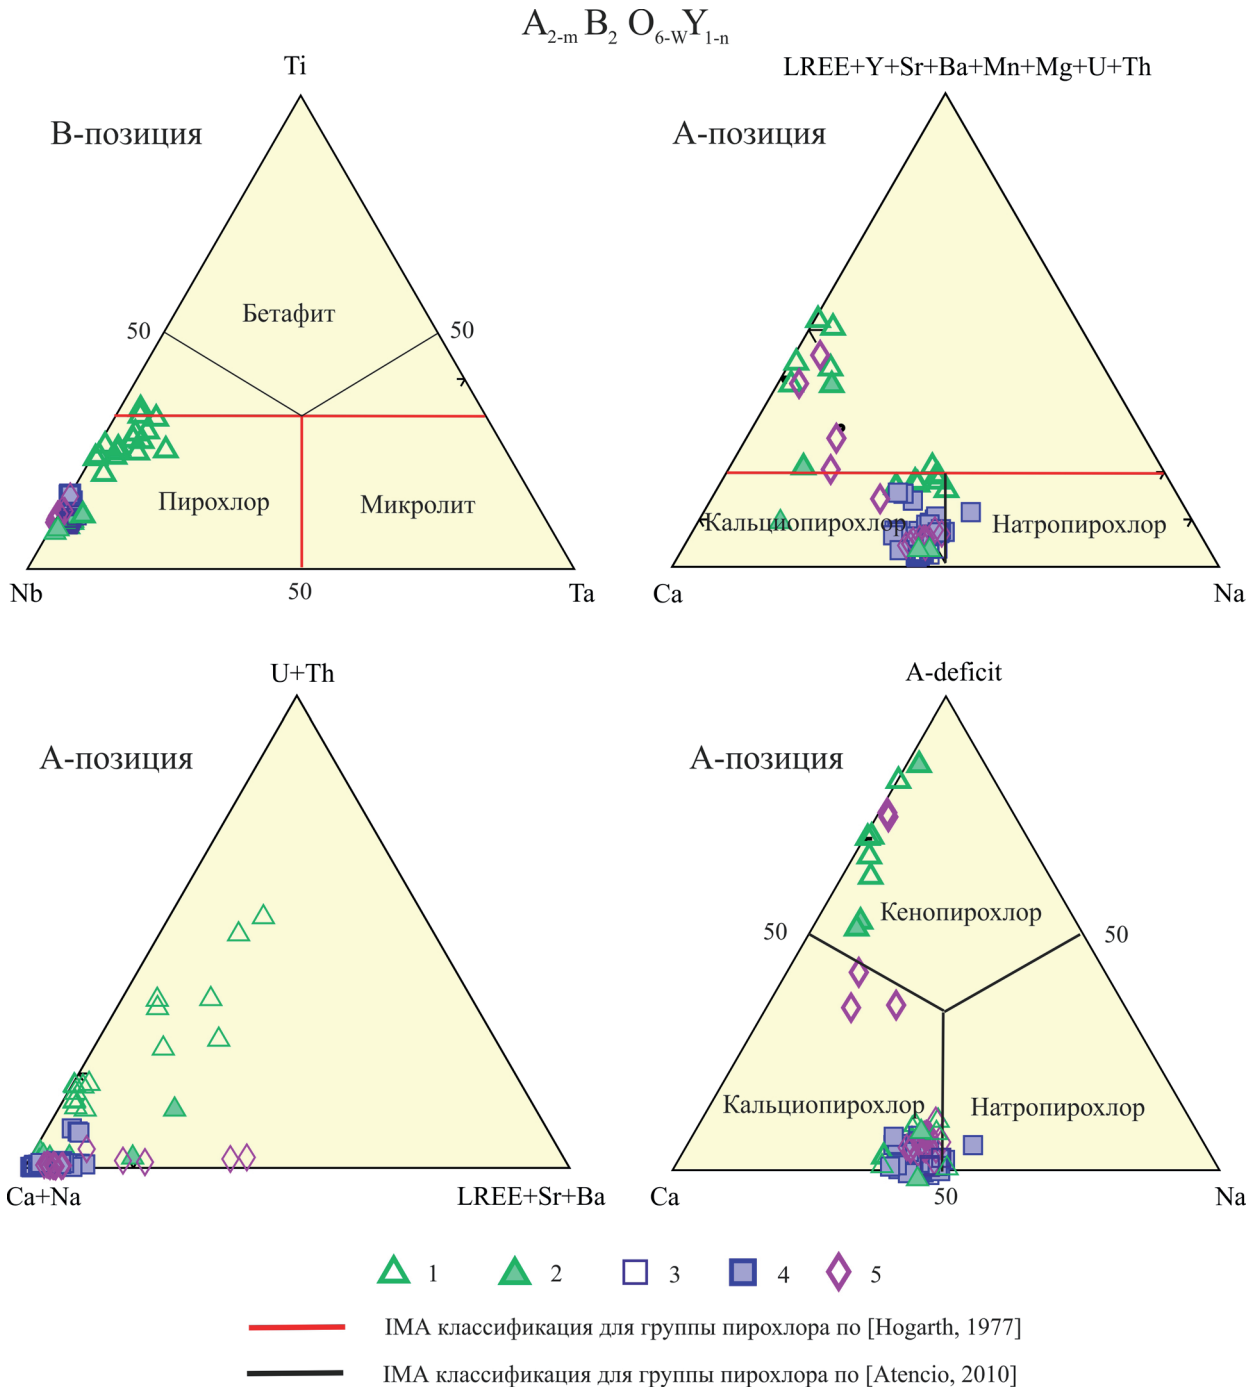 A2-m B2 O6-WY1-n
Ti
В-позиция
50
50
Бетафит
Пирохлор
Микролит
Nb
50
Ta
LREE+Y+Sr+Ba+Mn+Mg+U+Th
А-позиция
Кальциопирохлор
Натропирохлор
Ca
Na
U+Th
А-позиция
Ca+Na
LREE+Sr+Ba
A-deficit
А-позиция
50
50
Кенопирохлор
Кальциопирохлор
Натропирохлор
Ca
50
Na
1 2 3 4 5
IMA классификация для группы пирохлора по [Hogarth, 1977]
IMA классификация для группы пирохлора по [Atencio, 2010]